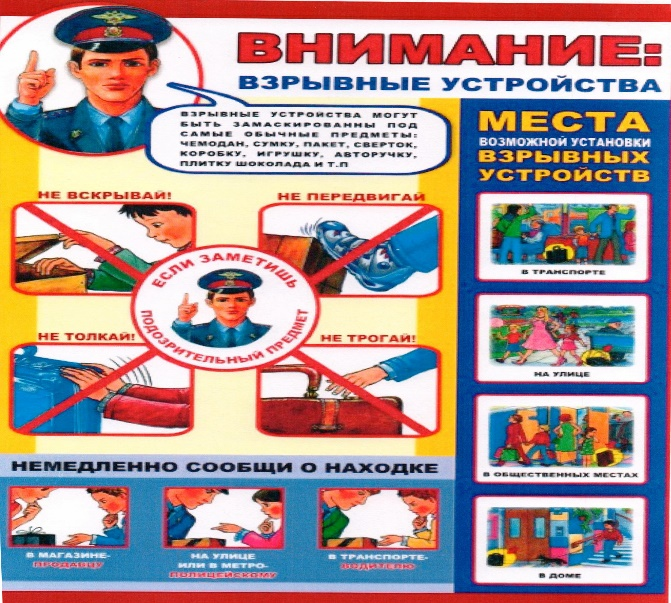 ВНИМАНИЕ:
ВЗРЫВНЫЕ УСТРОЙСТВА
ВЗРЫВНЫЕ УСТРОЙСТВА МОГУТ
БЫТЬ ЗАМАСКИРОВАННЫ ПОД
САМЫЕ ОБЫЧНЫЕ ПРЕДМЕТЫ:
ЧЕМОДАН, СУМКУ, ПАКЕТ, СВЕРТОК,
КОРОБКУ, ИГРУШКУ, АВТОРУЧКУ,
ПЛИТКУ ШОКОЛАДА И Т.П
НЕ ВСКРЫВАЙ!
НЕ ПЕРЕДВИГАЙ
ЕСЛИ ЗАМЕТИШЬ
ПОДОЗРИТЕЛЬНЫЙ ПРЕДМЕТ
НЕ ТОЛКАЙ!
НЕ ТРОГАЙ!
МЕСТА
ВОЗМОЖНОЙ УСТАНОВКИ
ВЗРЫВНЫХ
УСТРОЙСТВ
В ТРАНСПОРТЕ
НА УЛИЦЕ
В ОБЩЕСТВЕННЫХ МЕСТАХ
В ДОМЕ
НЕМЕДЛЕННО СООБЩИ О НАХОДКЕ
В МАГАЗИНЕ-
ПРОДАВЦУ
НА УЛИЦЕ
ИЛИ В МЕТРО-
ПОЛИЦЕЙСКОМУ
В ТРАНСПОРТЕ-
ВОДИТЕЛЮ